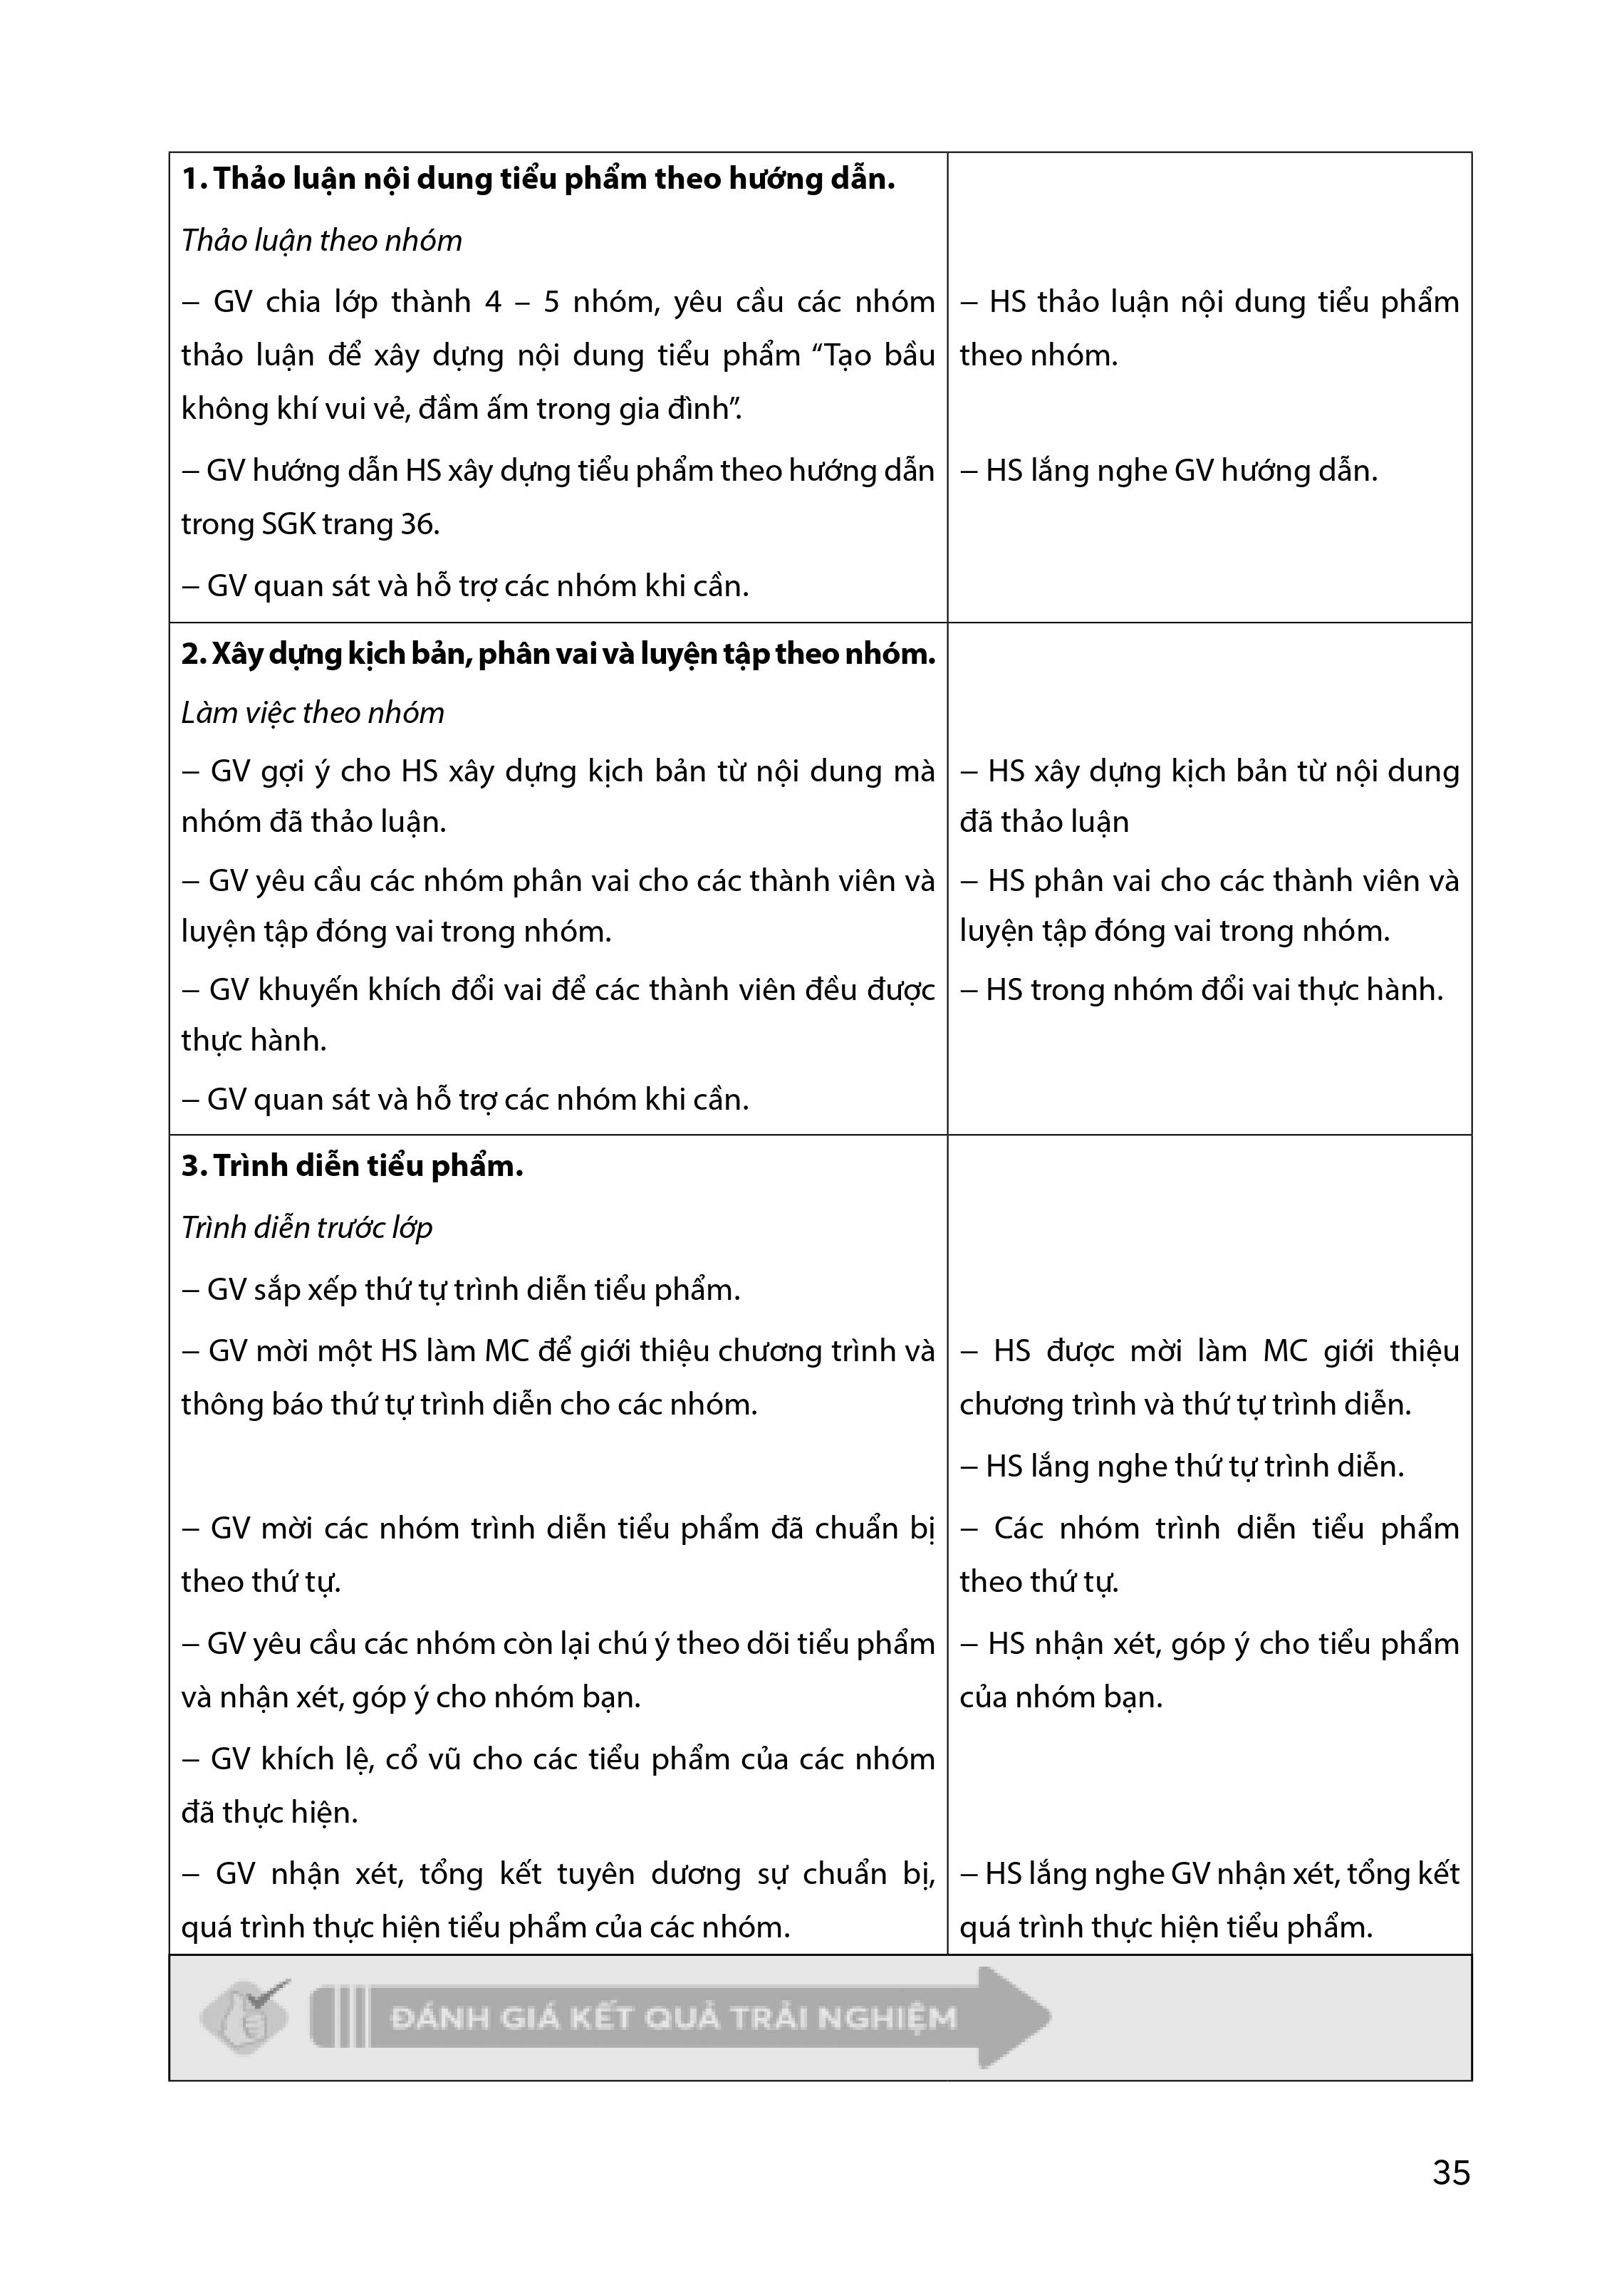 1. Thảo luận nội dung tiểu phẩm theo hướng dẫn.
Thảo luận theo nhóm
– GV chia lớp thành 4 – 5 nhóm, yêu cầu các nhóm
thảo luận để xây dựng nội dung tiểu phẩm “Tạo bầu
không khí vui vẻ, đầm ấm trong gia đình”.
– GV hướng dẫn HS xây dựng tiểu phẩm theo hướng dẫn
trong SGK trang 36.
– GV quan sát và hỗ trợ các nhóm khi cần.
– HS thảo luận nội dung tiểu phẩm
theo nhóm.
– HS lắng nghe GV hướng dẫn.
2. Xây dựng kịch bản, phân vai và luyện tập theo nhóm.
Làm việc theo nhóm
– GV gợi ý cho HS xây dựng kịch bản từ nội dung mà
nhóm đã thảo luận.
– GV yêu cầu các nhóm phân vai cho các thành viên và
luyện tập đóng vai trong nhóm.
– GV khuyến khích đổi vai để các thành viên đều được
thực hành.
– GV quan sát và hỗ trợ các nhóm khi cần.
– HS xây dựng kịch bản từ nội dung
đã thảo luận
– HS phân vai cho các thành viên và
luyện tập đóng vai trong nhóm.
– HS trong nhóm đổi vai thực hành.
3. Trình diễn tiểu phẩm.
Trình diễn trước lớp
– GV sắp xếp thứ tự trình diễn tiểu phẩm.
– GV mời một HS làm MC để giới thiệu chương trình và
thông báo thứ tự trình diễn cho các nhóm.
– GV mời các nhóm trình diễn tiểu phẩm đã chuẩn bị
theo thứ tự.
– GV yêu cầu các nhóm còn lại chú ý theo dõi tiểu phẩm
và nhận xét, góp ý cho nhóm bạn.
– GV khích lệ, cổ vũ cho các tiểu phẩm của các nhóm
đã thực hiện.
– GV nhận xét, tổng kết tuyên dương sự chuẩn bị,
quá trình thực hiện tiểu phẩm của các nhóm.
– HS được mời làm MC giới thiệu
chương trình và thứ tự trình diễn.
– HS lắng nghe thứ tự trình diễn.
– Các nhóm trình diễn tiểu phẩm
theo thứ tự.
– HS nhận xét, góp ý cho tiểu phẩm
của nhóm bạn.
– HS lắng nghe GV nhận xét, tổng kết
quá trình thực hiện tiểu phẩm.
ĐÁNH GIÁ KẾT QUẢ TRẢI NGHIỆM
35